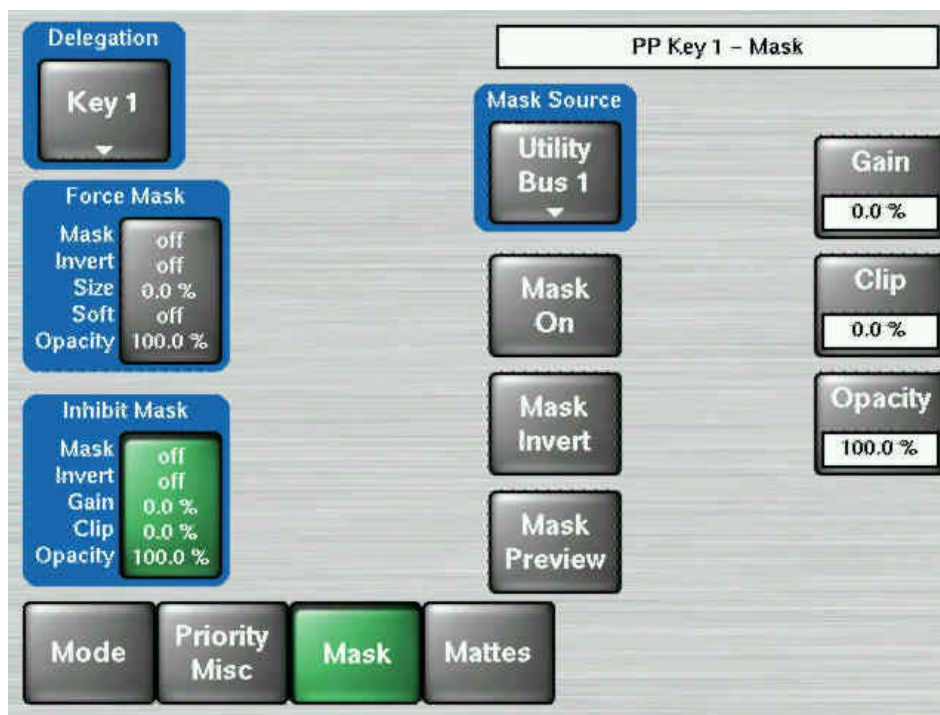 Delegation
Key 1
PP Key 1 – Mask
Mask Source
Utility
Bus 1
Gain
0.0 %
Force Mask
Mask off
Invert off
Size 0.0 %
Soft off
Opacity 100.0 %
Mask
On
Clip
0.0 %
Inhibit Mask
Mask off
Invert off
Gain 0.0 %
Clip 0.0 %
Opacity 100.0 %
Mask
Invert
Opacity
100.0 %
Mask
Preview
Mode
Priority
Misc
Mask
Mattes